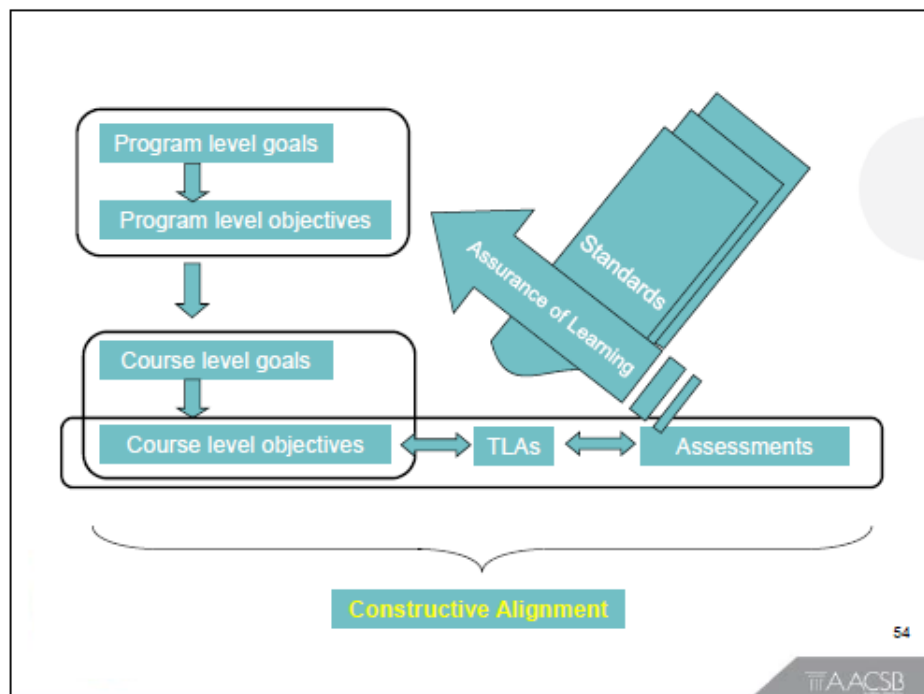 Program level goals
Program level objectives
Standards
Assurance of Learning
Course level goals
Course level objectives
TLAs
Assessments
Constructive Alignment
54
AACSB